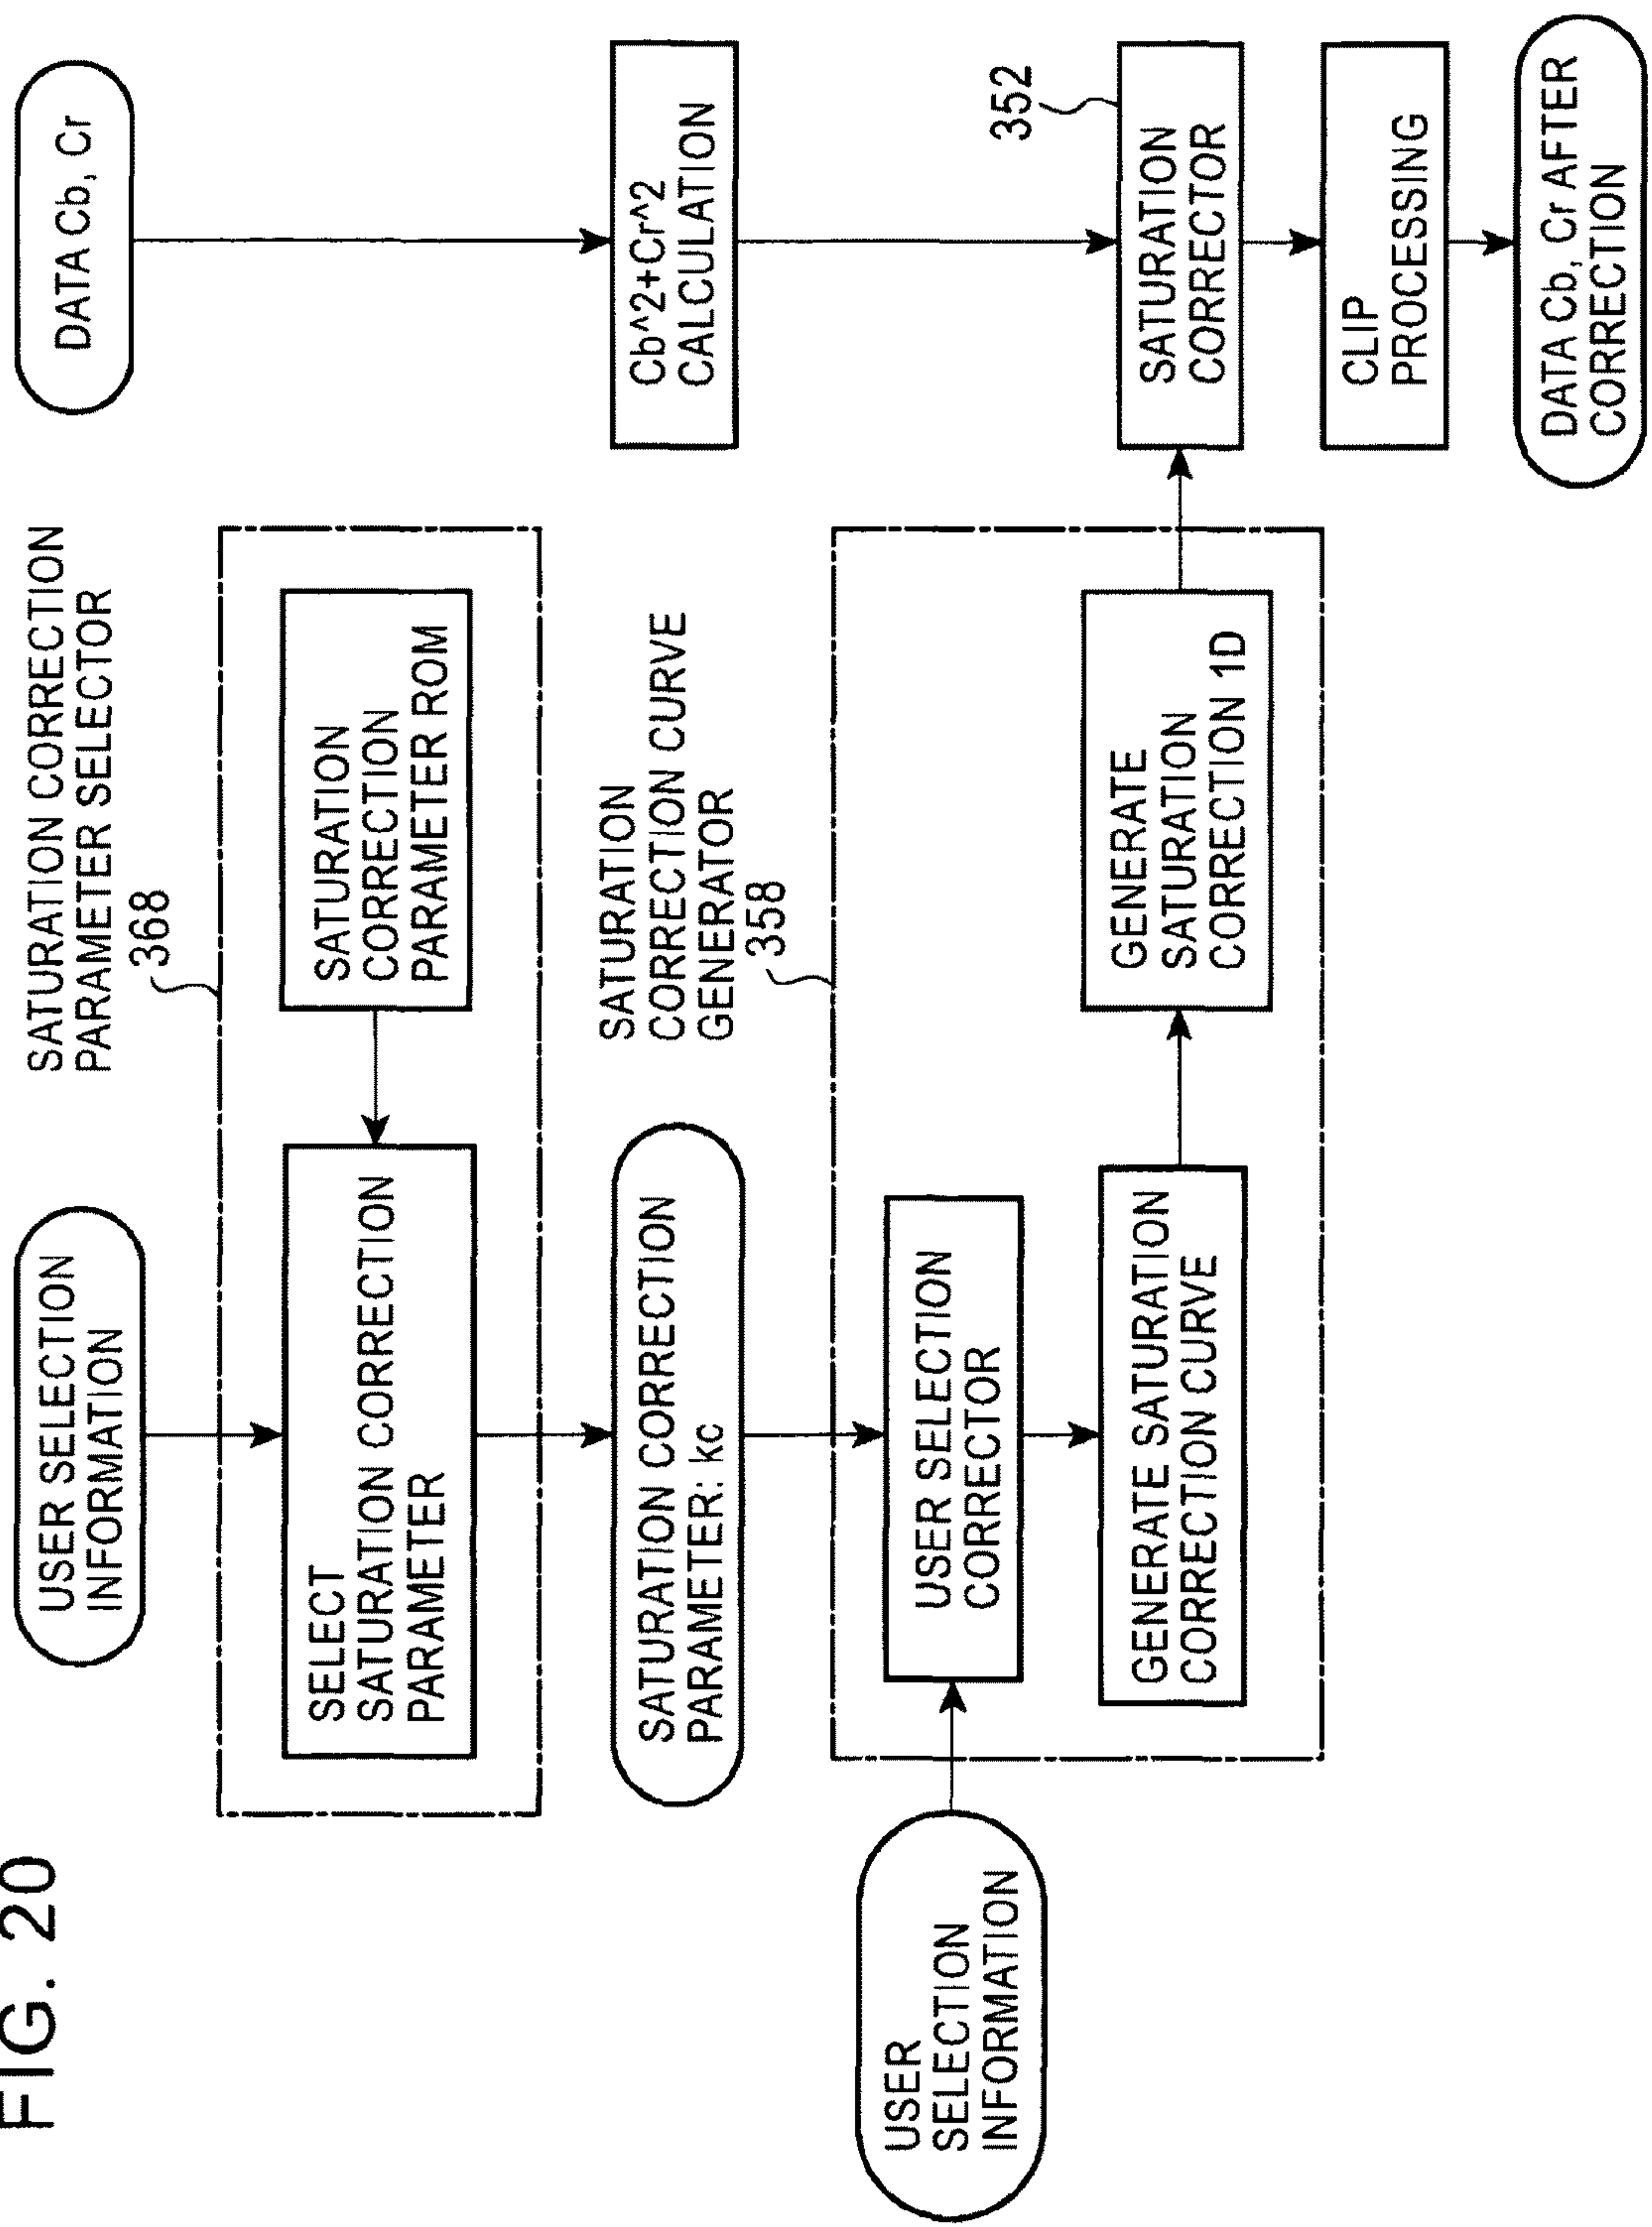 FIG. 20
USER SELECTION
INFORMATION
SATURATION CORRECTION
PARAMETER SELECTOR
368
DATA Cb, Cr
SELECT
SATURATION CORRECTION
PARAMETER
SATURATION
CORRECTION
PARAMETER ROM
SATURATION CORRECTION
PARAMETER: kc
SATURATION
CORRECTION CURVE
GENERATOR
358
Cb^2+Cr^2
CALCULATION
USER
SELECTION
INFORMATION
USER SELECTION
CORRECTOR
GENERATE SATURATION
CORRECTION CURVE
GENERATE
SATURATION
CORRECTION 1D
352
SATURATION
CORRECTOR
CLIP
PROCESSING
DATA Cb, Cr AFTER
CORRECTION